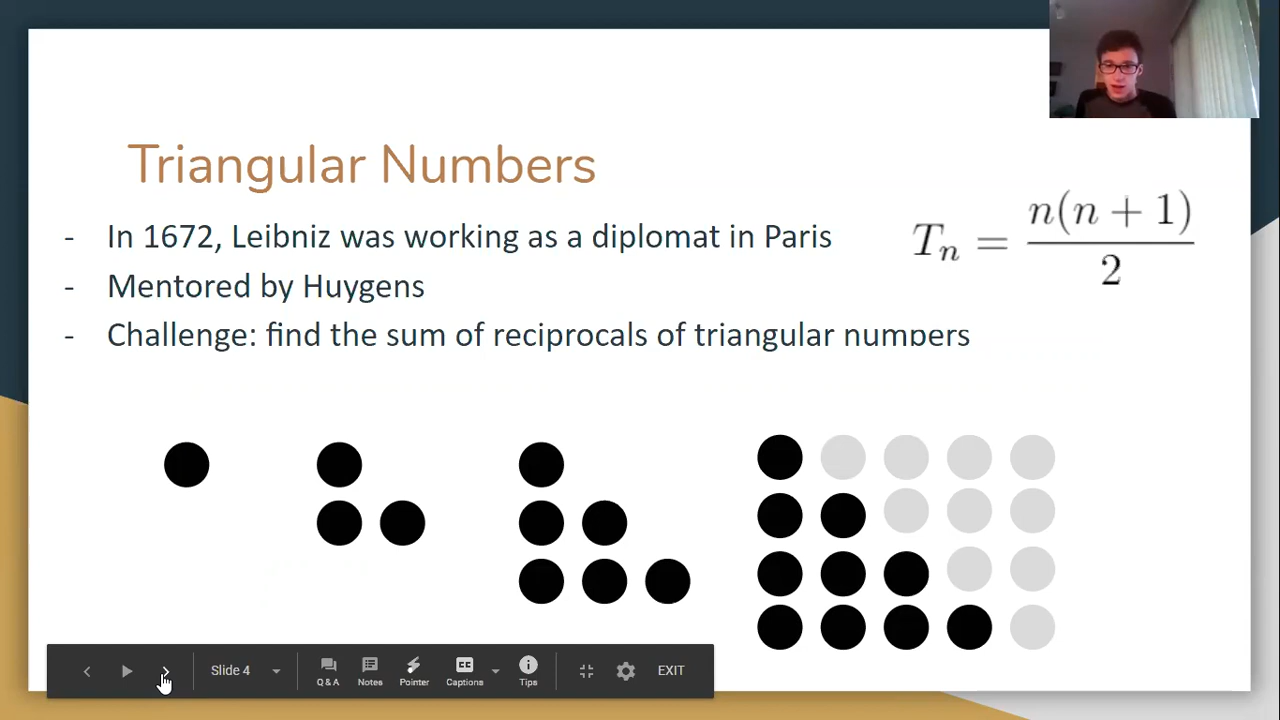 Triangular Numbers
- In 1672, Leibniz was working as a diplomat in Paris
- Mentored by Huygens
- Challenge: find the sum of reciprocals of triangular numbers
T_n = n(n + 1) / 2
Slide 4
Q & A
Notes
Pointer
CC
Captions
Tips
EXIT